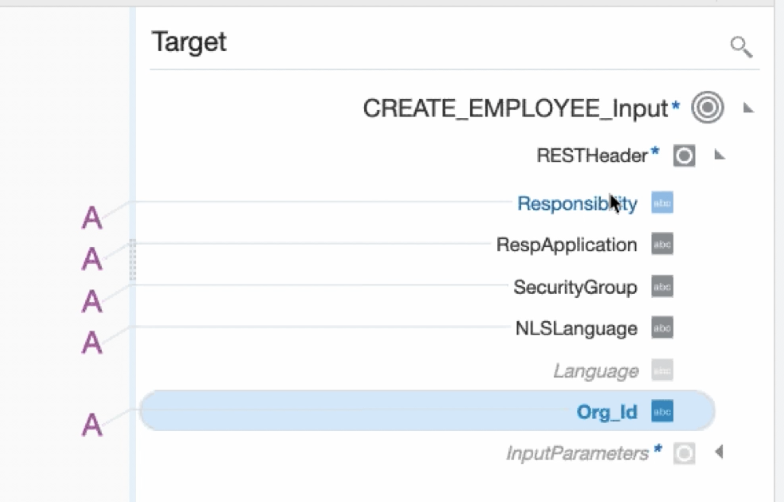 Target
CREATE_EMPLOYEE_Input*
RESTHeader*
A Responsibility abc
A RespApplication abc
A SecurityGroup abc
A NLSLanguage abc
Language abc
A Org_Id abc
InputParameters*